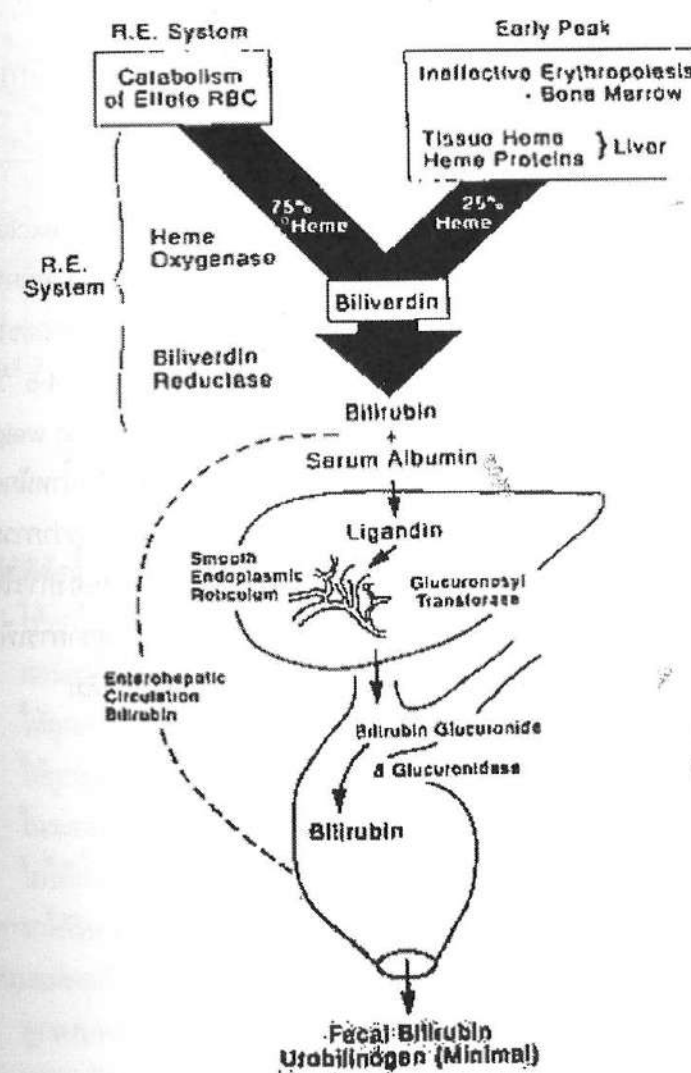 R.E. System
Catabolism
of Effete RBC
Early Peak
Ineffective Erythropoiesis
- Bone Marrow
Tissue Heme
Heme Proteins } Liver
75%
Heme
25%
Heme
R.E.
System
Heme
Oxygenase
Biliverdin
Biliverdin
Reductase
Bilirubin
+
Serum Albumin
Ligandin
Smooth
Endoplasmic
Reticulum
Glucuronosyl
Transferase
Enterohepatic
Circulation
Bilirubin
Bilirubin Glucuronide
β Glucuronidase
Bilirubin
Fecal Bilirubin
Urobilinogen (Minimal)